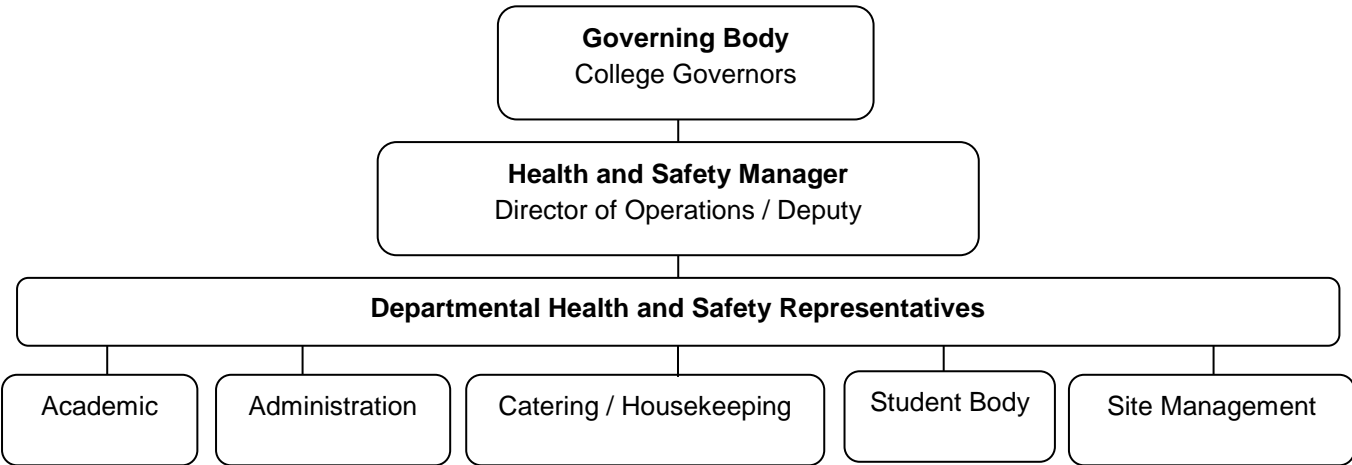 Governing Body
College Governors
Health and Safety Manager
Director of Operations / Deputy
Departmental Health and Safety Representatives
Academic
Administration
Catering / Housekeeping
Student Body
Site Management